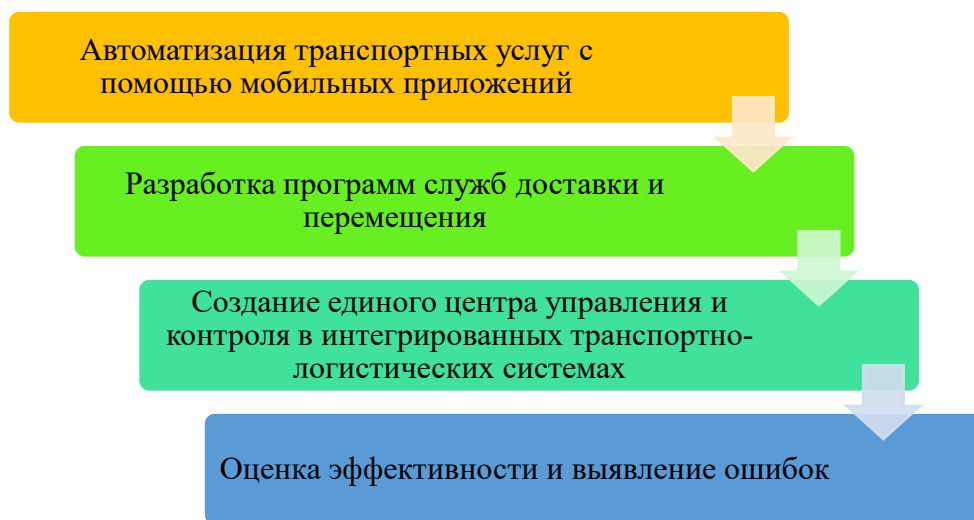 Автоматизация транспортных услуг с
помощью мобильных приложений
Разработка программ служб доставки и
перемещения
Создание единого центра управления и
контроля в интегрированных транспортно-
логистических системах
Оценка эффективности и выявление ошибок